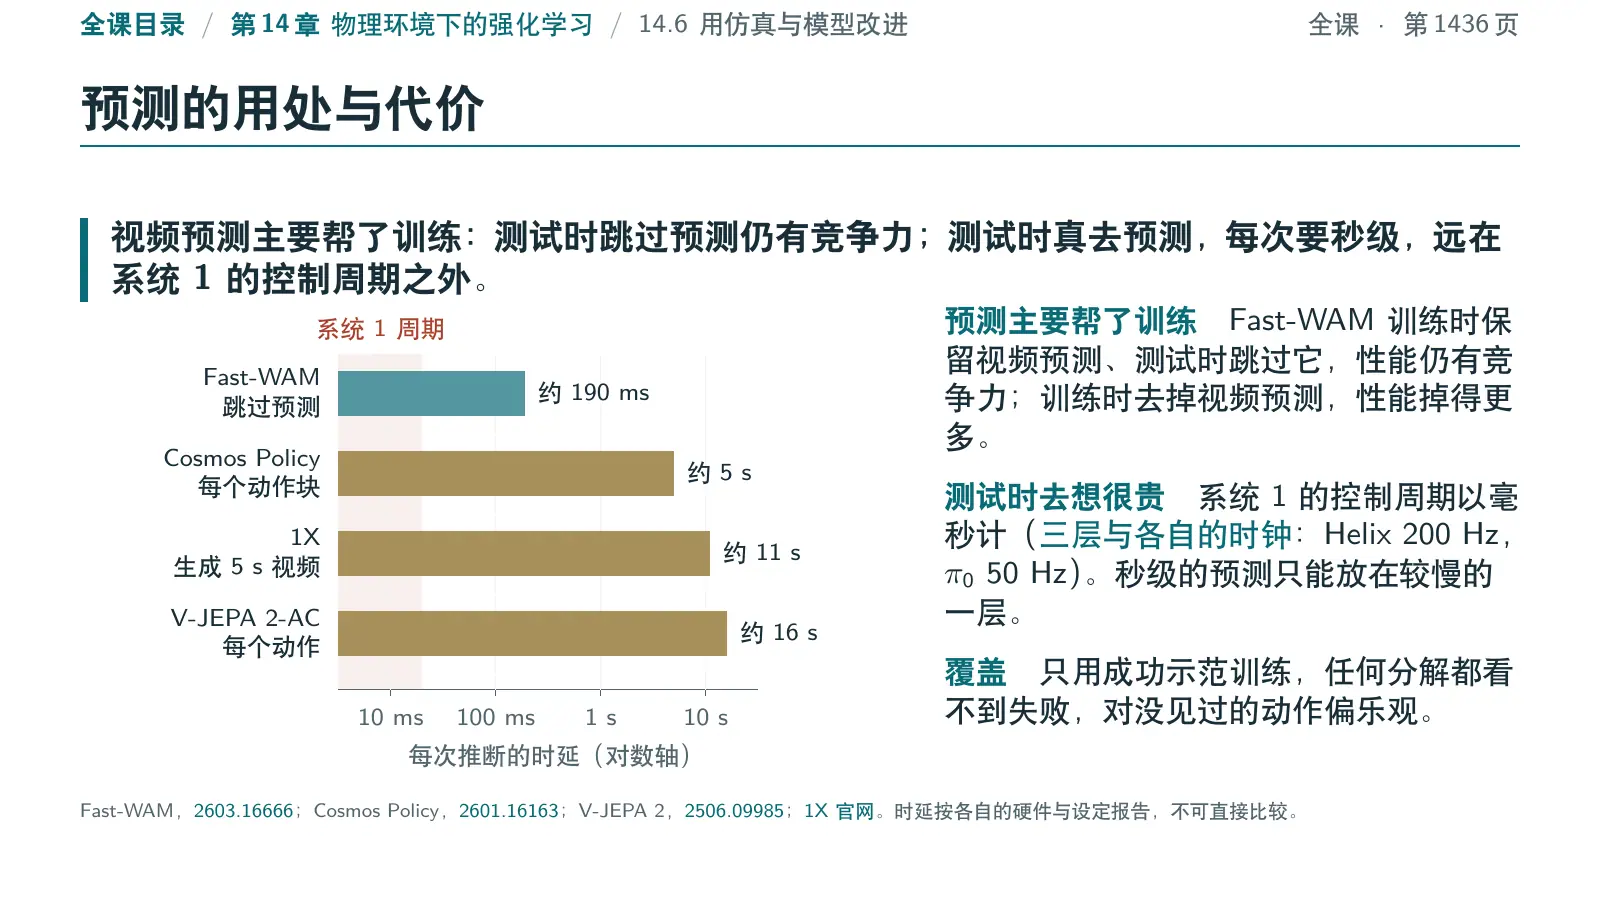 全课目录 / 第 14 章 物理环境下的强化学习 / 14.6 用仿真与模型改进
全课 · 第 1436 页
预测的用处与代价
视频预测主要帮了训练：测试时跳过预测仍有竞争力；测试时真去预测，每次要秒级，远在
系统 1 的控制周期之外。
系统 1 周期
Fast-WAM
跳过预测
约 190 ms
Cosmos Policy
每个动作块
约 5 s
1X
生成 5 s 视频
约 11 s
V-JEPA 2-AC
每个动作
约 16 s
10 ms 100 ms 1 s 10 s
每次推断的时延（对数轴）
预测主要帮了训练 Fast-WAM 训练时保
留视频预测、测试时跳过它，性能仍有竞
争力；训练时去掉视频预测，性能掉得更
多。
测试时去想很贵 系统 1 的控制周期以毫
秒计（三层与各自的时钟：Helix 200 Hz，
π₀ 50 Hz）。秒级的预测只能放在较慢的
一层。
覆盖 只用成功示范训练，任何分解都看
不到失败，对没见过的动作偏乐观。
Fast-WAM，2603.16666；Cosmos Policy，2601.16163；V-JEPA 2，2506.09985；1X 官网。时延按各自的硬件与设定报告，不可直接比较。